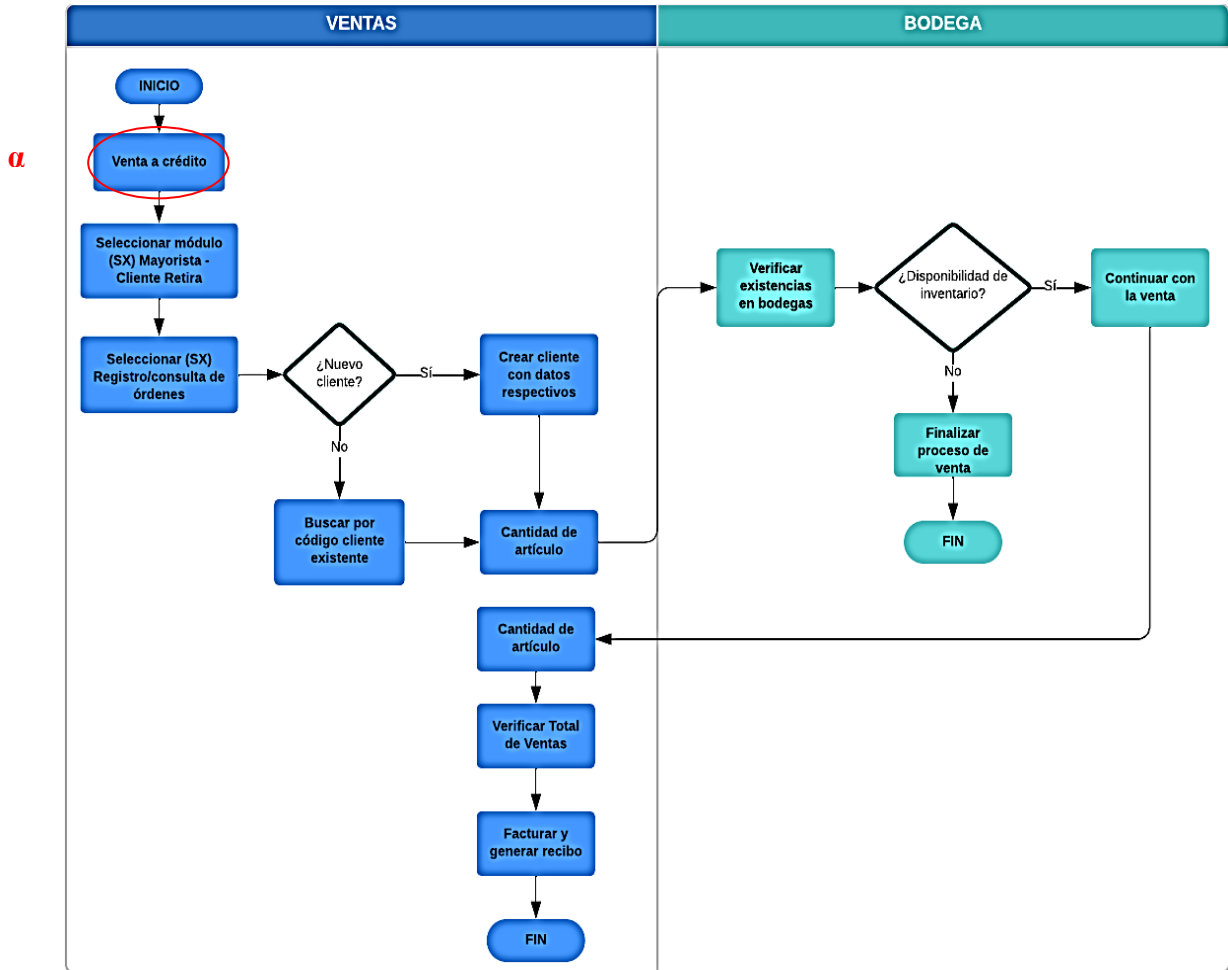 VENTAS
BODEGA
INICIO
α
Venta a crédito
Seleccionar módulo
(SX) Mayorista -
Cliente Retira
Seleccionar (SX)
Registro/consulta de
órdenes
¿Nuevo
cliente?
Sí
Crear cliente
con datos
respectivos
No
Buscar por
código cliente
existente
Cantidad de
artículo
Verificar
existencias
en bodegas
¿Disponibilidad de
inventario?
Sí
Continuar con
la venta
No
Finalizar
proceso de
venta
FIN
Cantidad de
artículo
Verificar Total
de Ventas
Facturar y
generar recibo
FIN